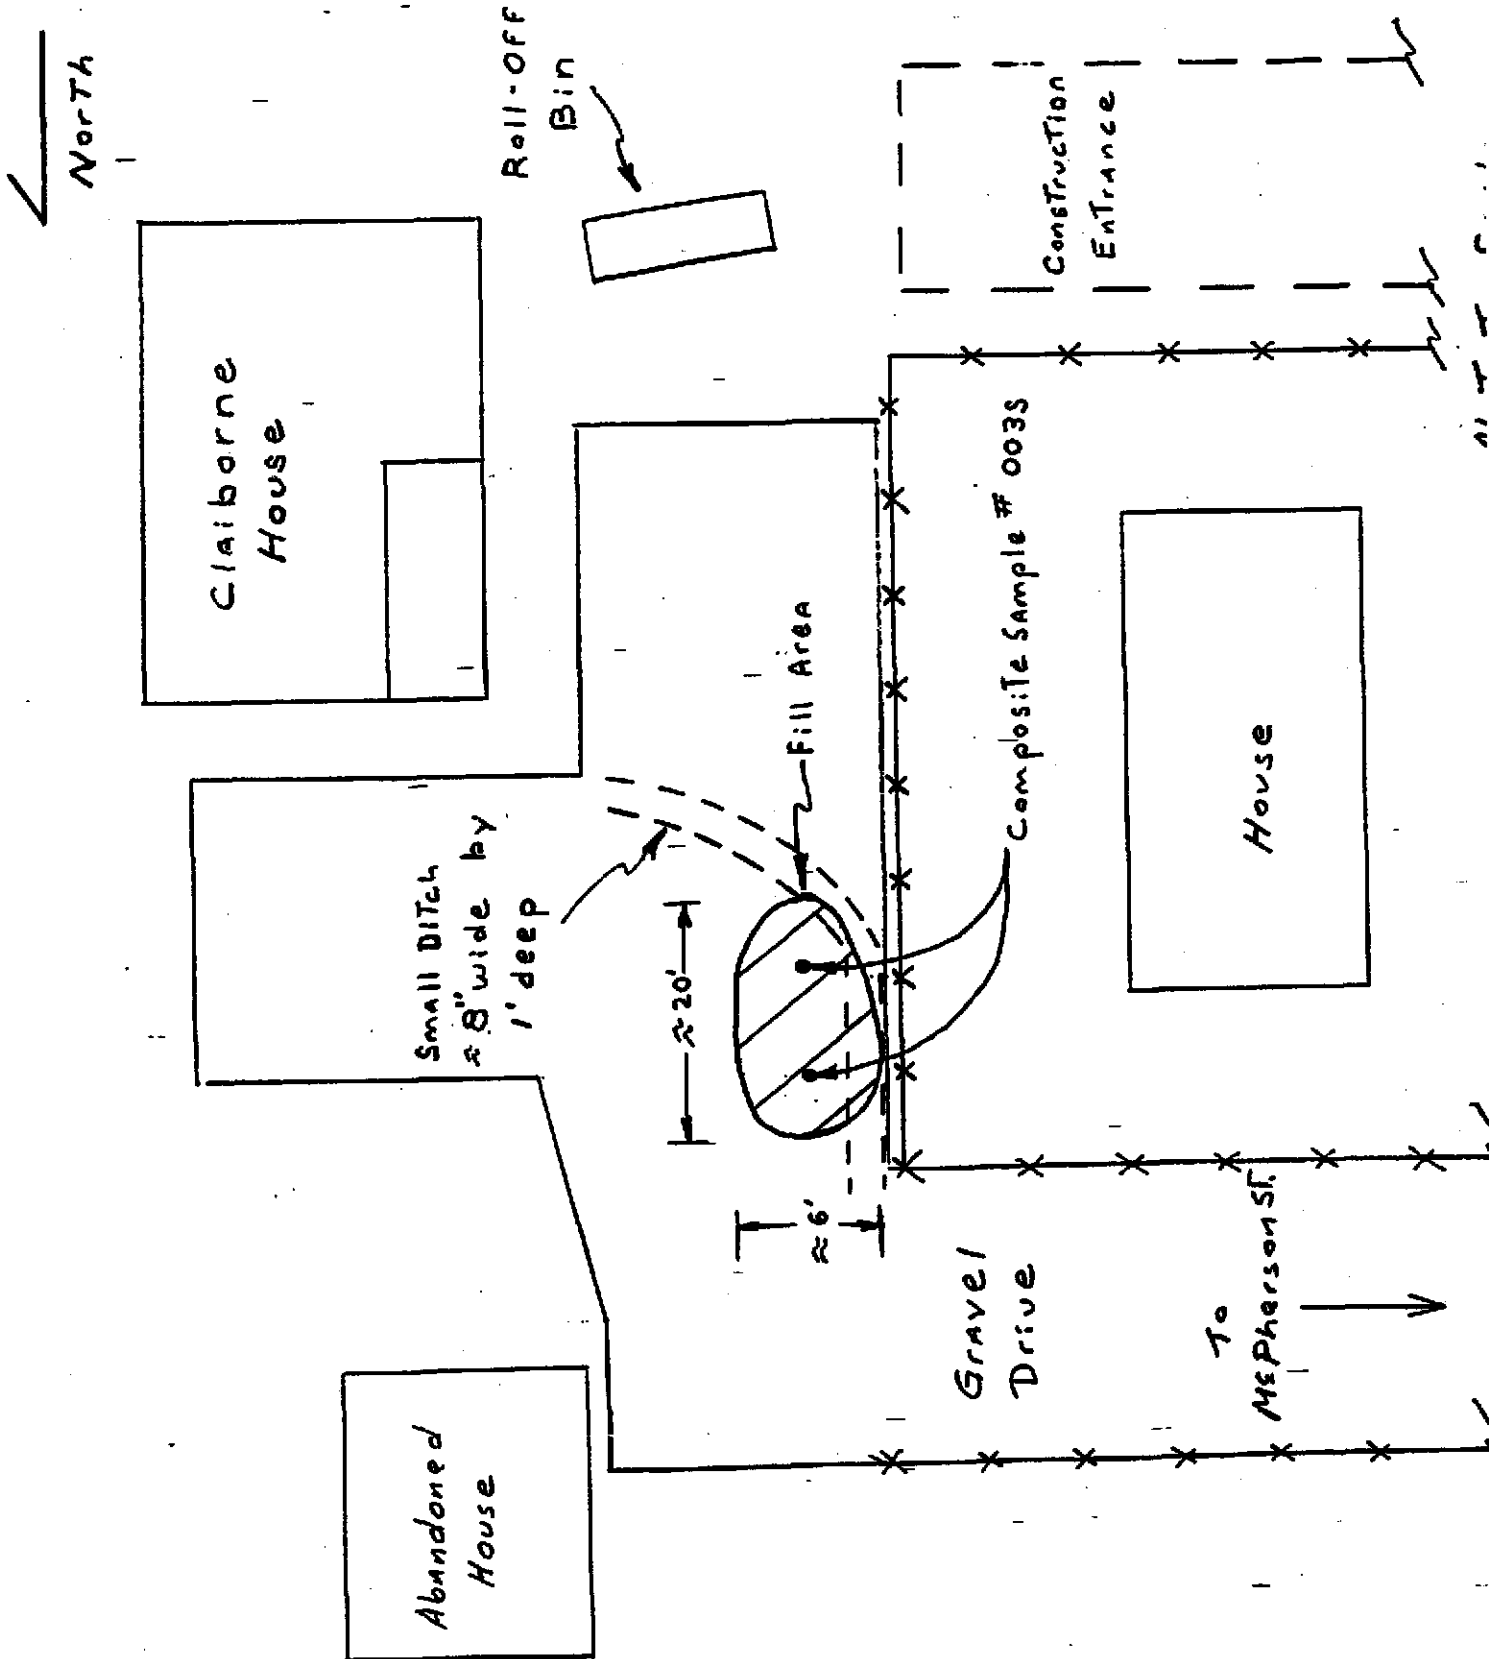 North
Claiborne
House
Roll-Off
Bin
Construction
Entrance
Small Ditch
≈ 8" wide by
1' deep
Fill Area
≈ 20'
≈ 6'
Composite Sample # 003S
House
Abandoned
House
Gravel
Drive
To
McPherson St.